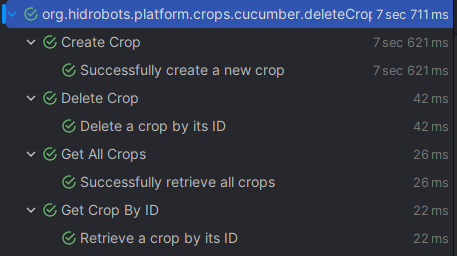 org.hidrobots.platform.crops.cucumber.deleteCrop 7 sec 711 ms
Create Crop 7 sec 621 ms
Successfully create a new crop 7 sec 621 ms
Delete Crop 42 ms
Delete a crop by its ID 42 ms
Get All Crops 26 ms
Successfully retrieve all crops 26 ms
Get Crop By ID 22 ms
Retrieve a crop by its ID 22 ms